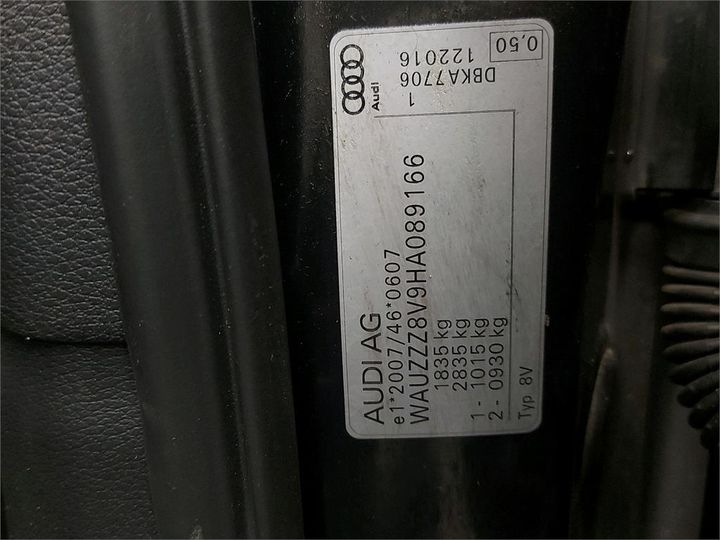 AUDI AG
e1*2007/46*0607
WAUZZZ8V9HA089166
1835 kg
2835 kg
1 - 1015 kg
2 - 0930 kg
Typ 8V
Audi
1
DBKA7706
122016
0,50